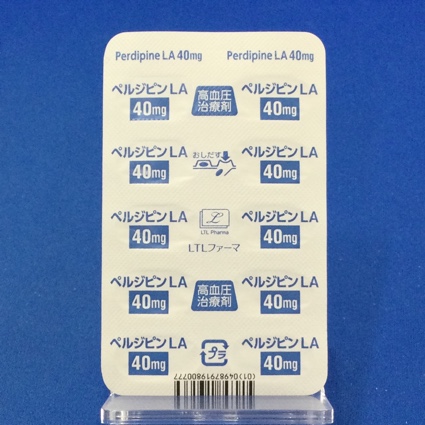 Perdipine LA 40mg Perdipine LA 40mg
ペルジピンLA 高血圧 ペルジピンLA
40mg 治療剤 40mg
ペルジピンLA おしだす ペルジピンLA
40mg 40mg
ペルジピンLA L ペルジピンLA
40mg LTL Pharma 40mg
LTLファーマ
ペルジピンLA 高血圧 ペルジピンLA
40mg 治療剤 40mg
ペルジピンLA プラ ペルジピンLA
40mg 40mg
(01)04987919800777